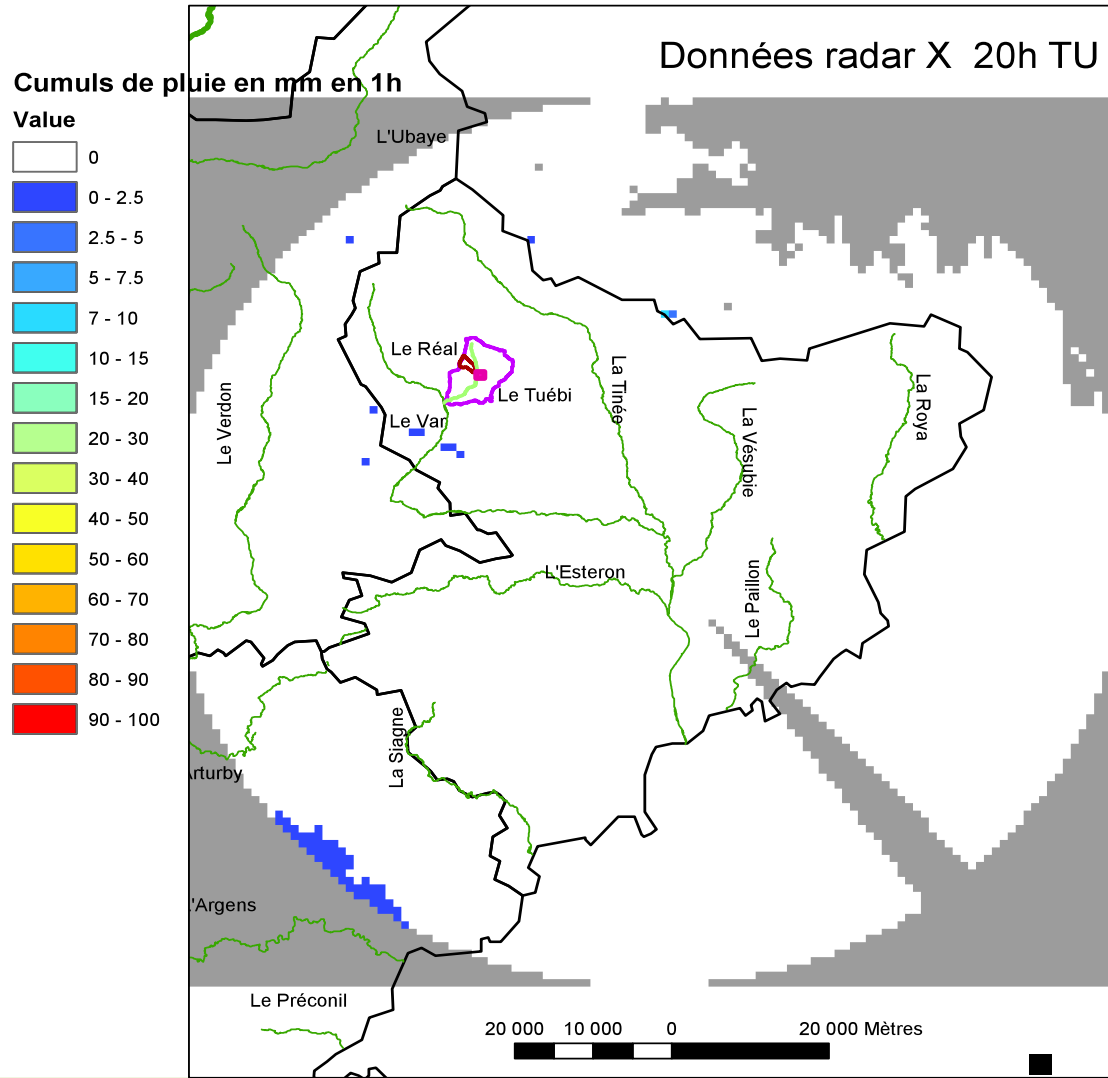 Données radar X 20h TU
Cumuls de pluie en mm en 1h
Value
0
0 - 2.5
2.5 - 5
5 - 7.5
7 - 10
10 - 15
15 - 20
20 - 30
30 - 40
40 - 50
50 - 60
60 - 70
70 - 80
80 - 90
90 - 100
L'Ubaye
Le Réal
Le Tuébi
Le Var
La Tinée
La Roya
La Vésubie
Le Verdon
L'Esteron
Le Paillon
La Siagne
Arturby
L'Argens
Le Préconil
20 000 10 000 0 20 000 Mètres